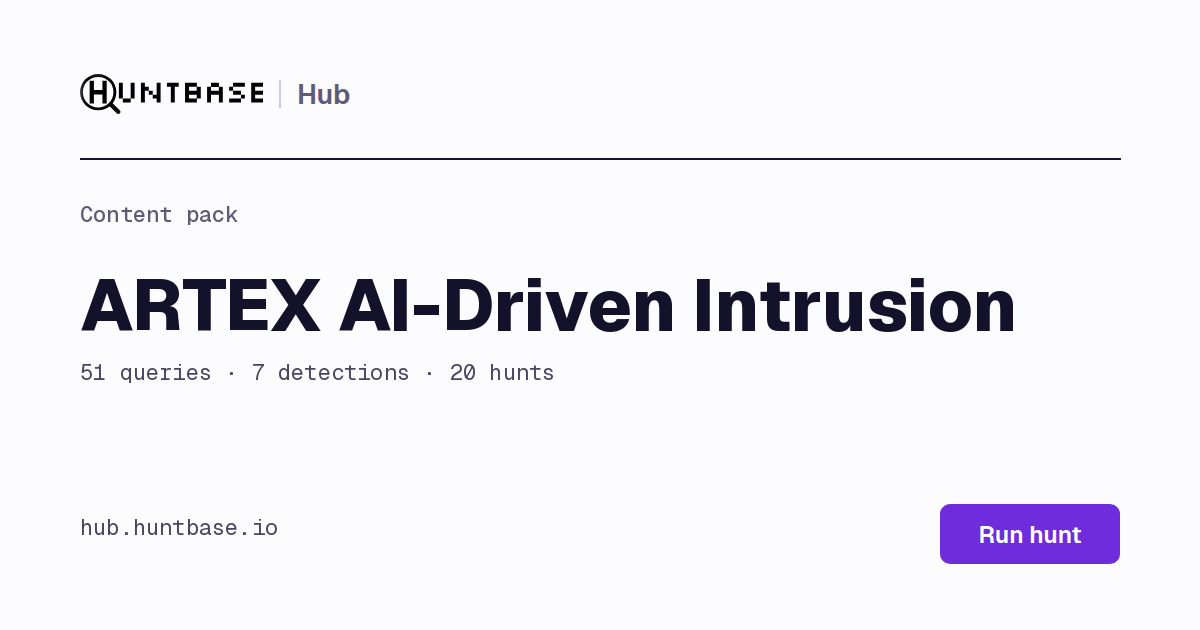 HUNTBASE | Hub
Content pack
ARTEX AI-Driven Intrusion
51 queries · 7 detections · 20 hunts
hub.huntbase.io
Run hunt